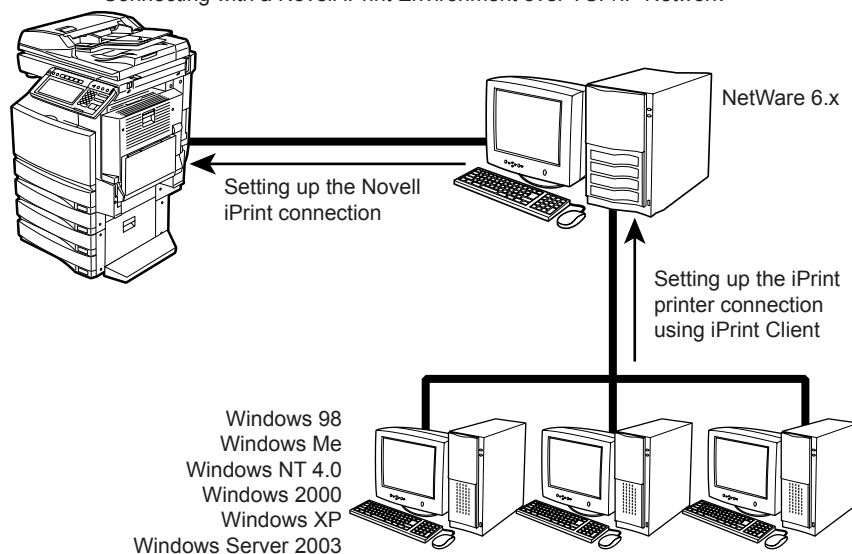 NetWare 6.x
Setting up the Novell
iPrint connection
Setting up the iPrint
printer connection
using iPrint Client
Windows 98
Windows Me
Windows NT 4.0
Windows 2000
Windows XP
Windows Server 2003